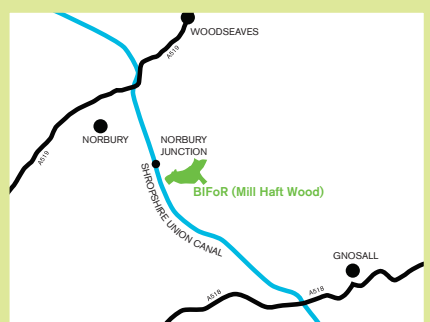 WOODSEAVES
A519
NORBURY
NORBURY
JUNCTION
A519
BIFoR (Mill Haft Wood)
SHROPSHIRE UNION CANAL
GNOSALL
A518
A518